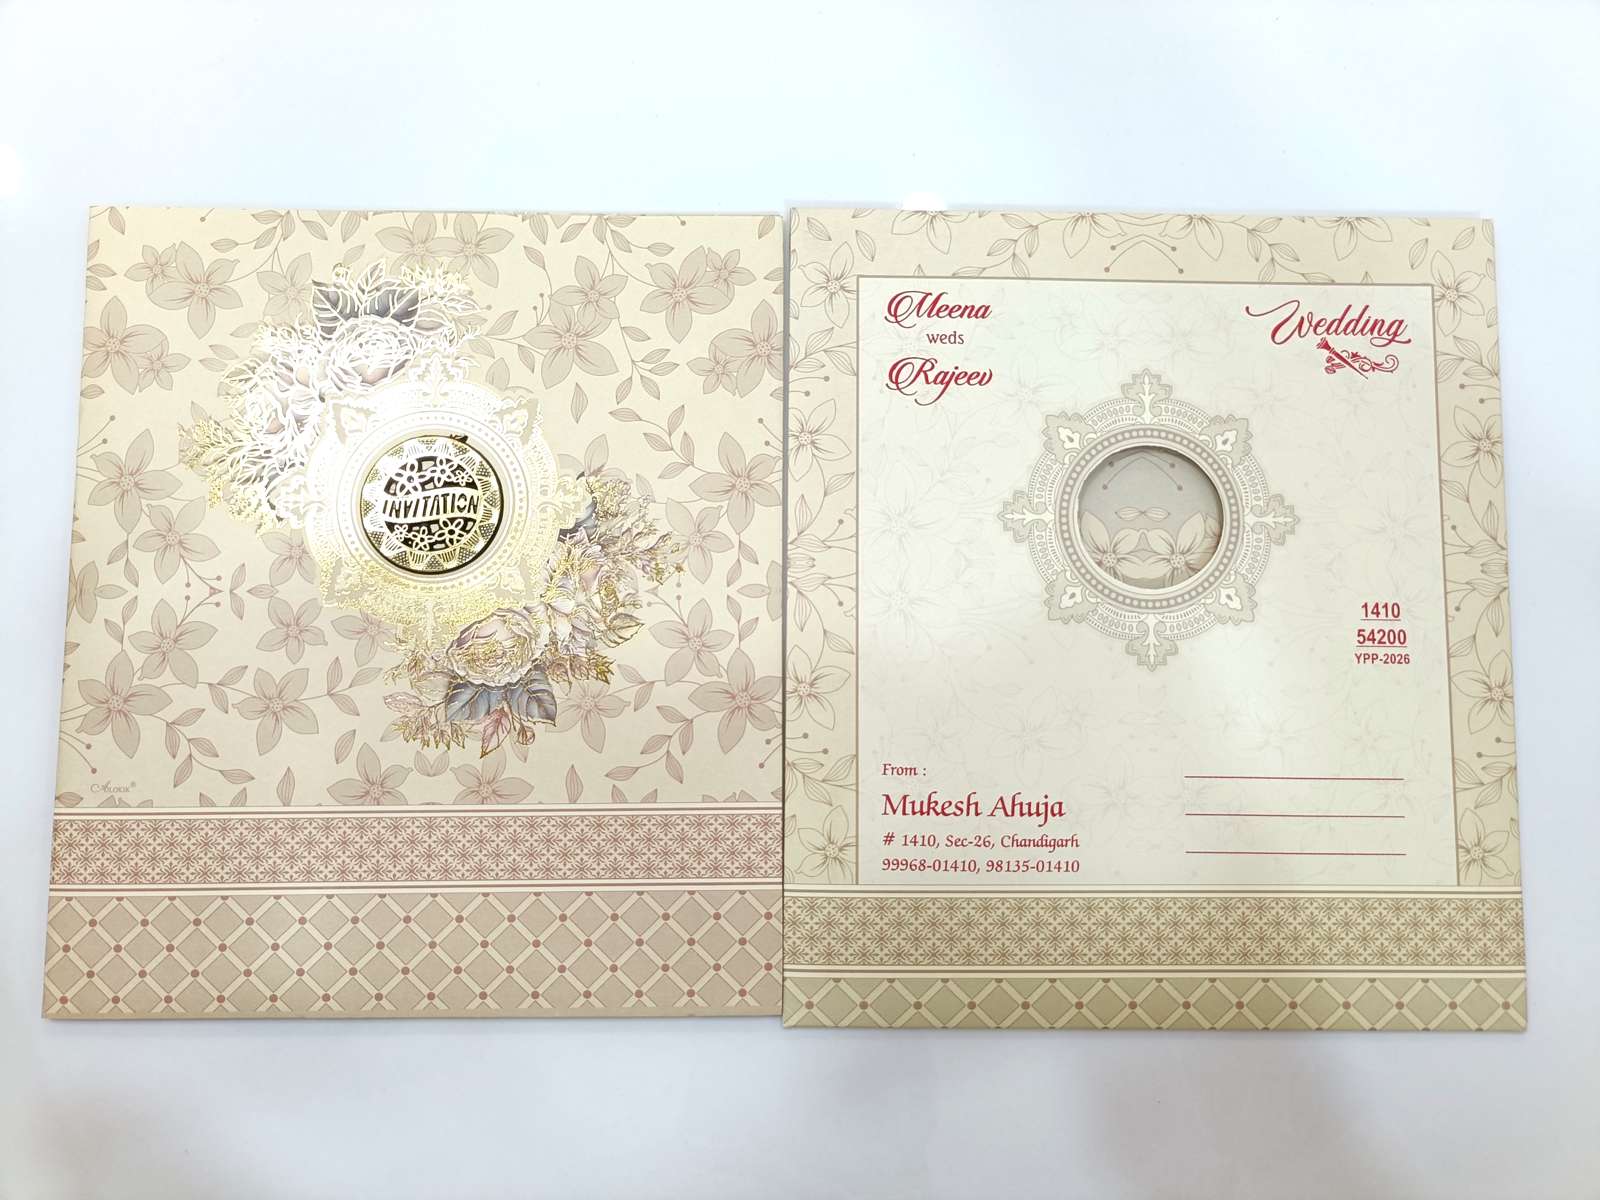 INVITATION
ALOKIK®
Meena
weds
Rajeev
Wedding
1410
54200
YPP-2026
From :
Mukesh Ahuja
# 1410, Sec-26, Chandigarh
99968-01410, 98135-01410